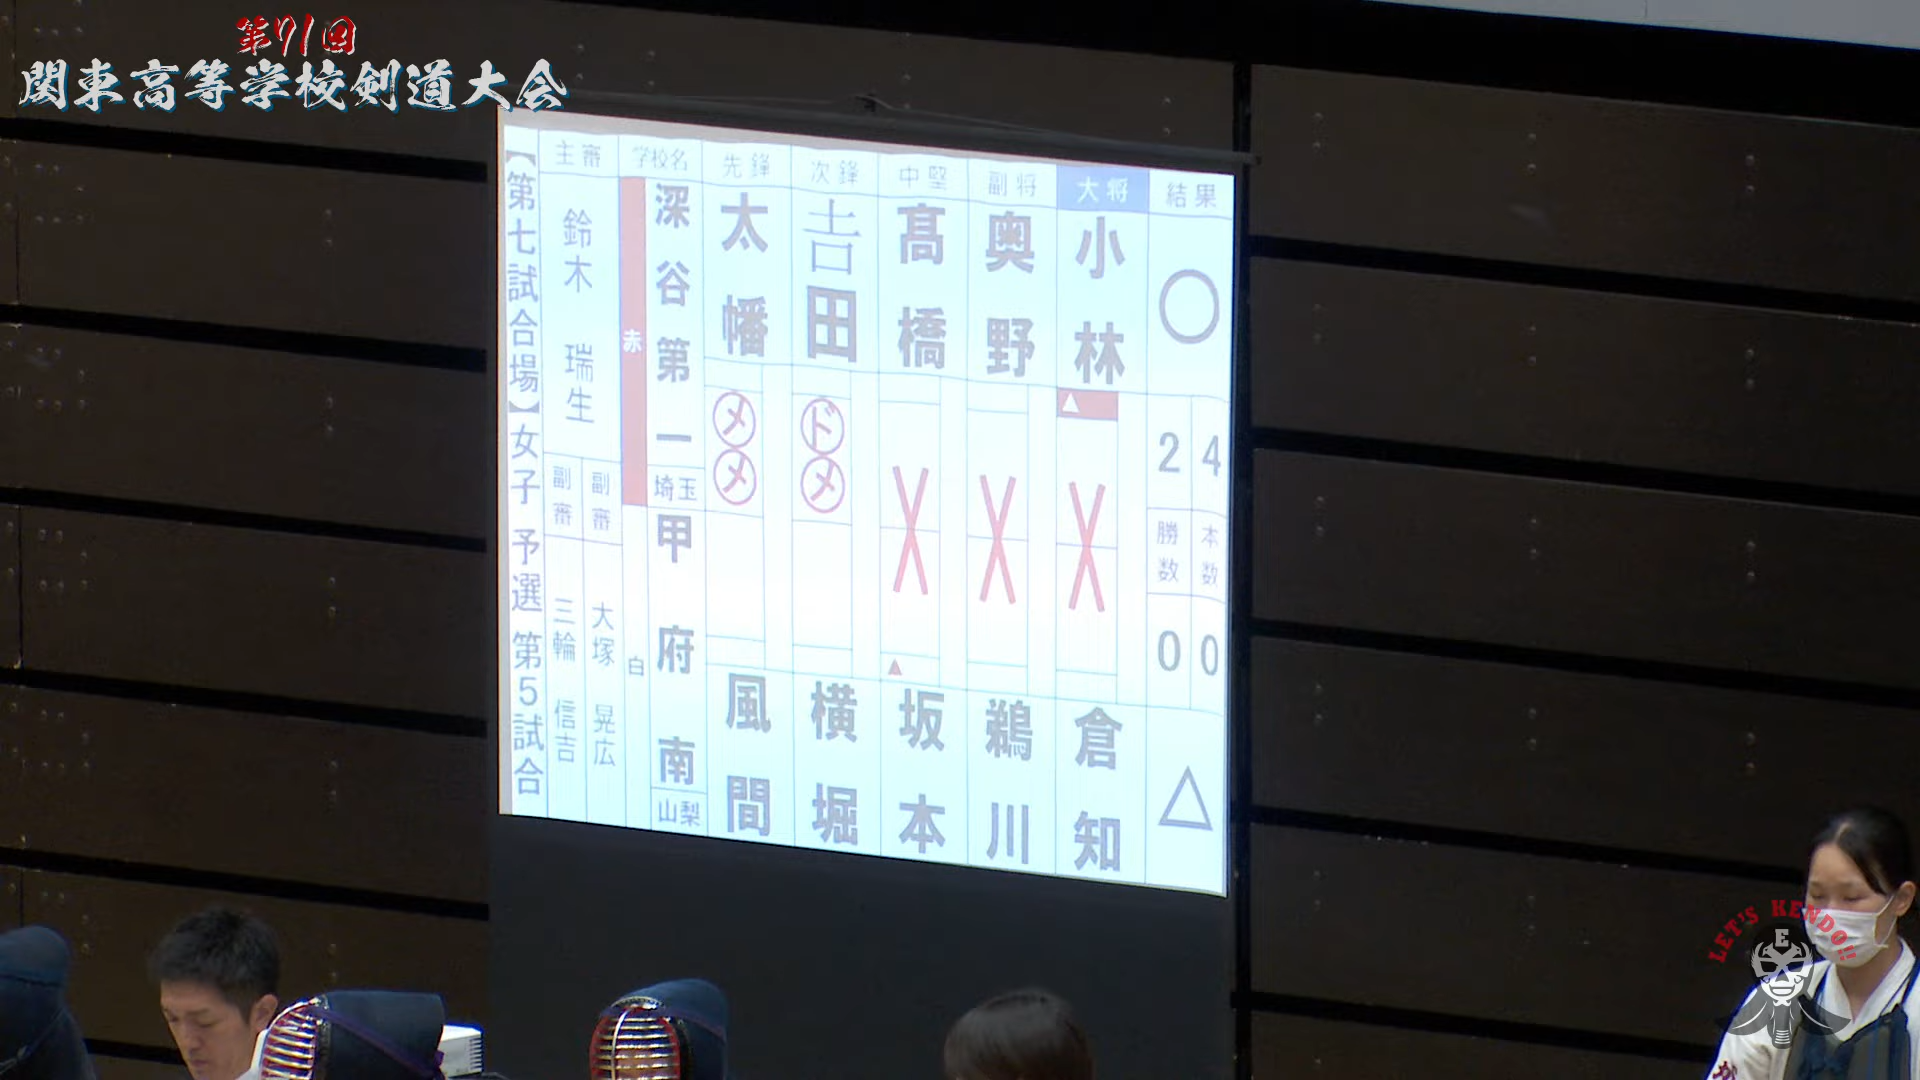 第71回
関東高等学校剣道大会
【第七試合場】女子 予選 第5試合
主審
鈴木 瑞生
副審
副審
三輪 信吉
大塚 晃広
学校名
赤
深谷第一
埼玉
白
甲府南
山梨
先鋒
太幡
メ
メ
風間
次鋒
𠮷田
ド
メ
横堀
中堅
髙橋
▲
坂本
副将
奥野
鵜川
大将
小林
▲
倉知
結果
○
2 4
勝数
本数
0 0
△
LET'S KENDO!!
E